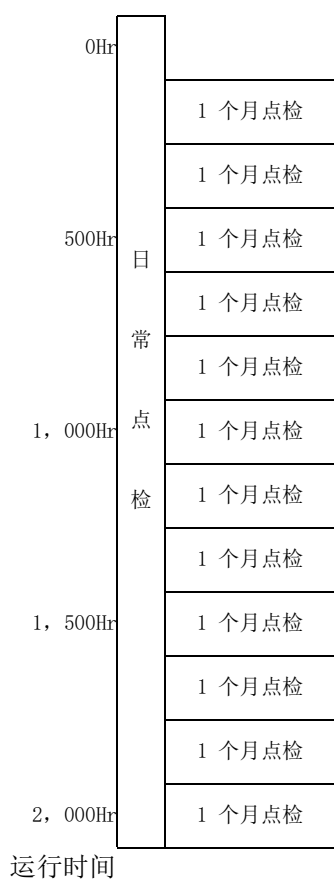 0Hr
1 个月点检
1 个月点检
500Hr
1 个月点检
日
1 个月点检
常
1 个月点检
点
1，000Hr
1 个月点检
检
1 个月点检
1 个月点检
1，500Hr
1 个月点检
1 个月点检
1 个月点检
2，000Hr
1 个月点检
运行时间